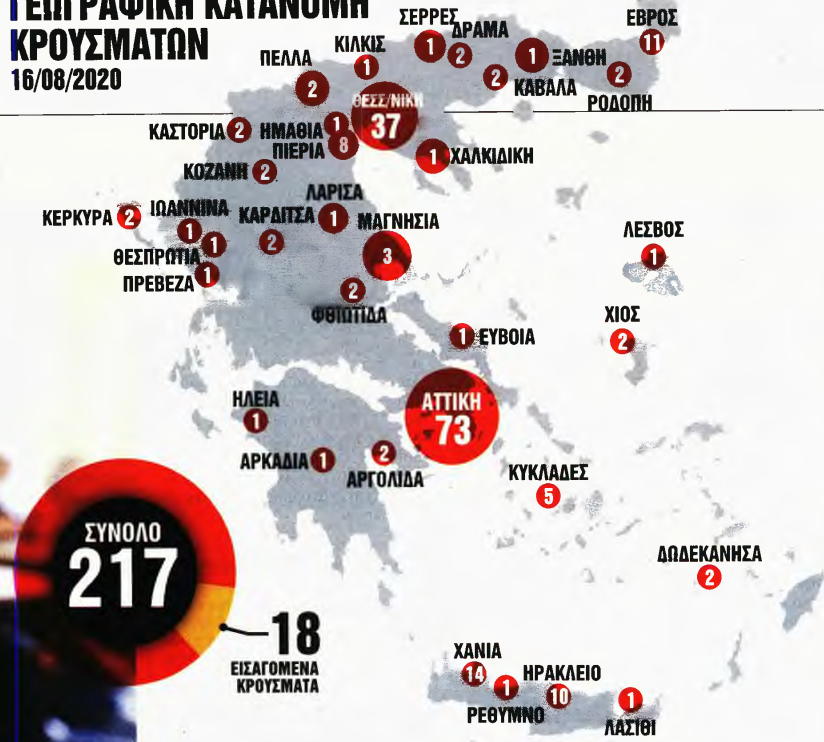 ΓΕΩΓΡΑΦΙΚΗ ΚΑΤΑΝΟΜΗ
ΚΡΟΥΣΜΑΤΩΝ
16/08/2020
ΣΕΡΡΕΣ
1
ΔΡΑΜΑ
2
ΕΒΡΟΣ
11
ΚΙΛΚΙΣ
1
ΠΕΛΛΑ
2
1 ΞΑΝΘΗ
2
ΚΑΒΑΛΑ
2
ΡΟΔΟΠΗ
ΘΕΣΣ/ΝΙΚΗ
37
ΚΑΣΤΟΡΙΑ 2
ΗΜΑΘΙΑ 1
ΠΙΕΡΙΑ 8
1 ΧΑΛΚΙΔΙΚΗ
ΚΟΖΑΝΗ 2
ΛΑΡΙΣΑ
1
ΚΕΡΚΥΡΑ 2
ΙΩΑΝΝΙΝΑ
1
ΚΑΡΔΙΤΣΑ
2
ΜΑΓΝΗΣΙΑ
3
ΘΕΣΠΡΩΤΙΑ 1
ΠΡΕΒΕΖΑ 1
ΛΕΣΒΟΣ
1
2
ΦΘΙΩΤΙΔΑ
ΧΙΟΣ
2
1 ΕΥΒΟΙΑ
ΗΛΕΙΑ
1
ΑΤΤΙΚΗ
73
ΑΡΚΑΔΙΑ 1
2
ΑΡΓΟΛΙΔΑ
ΚΥΚΛΑΔΕΣ
5
ΣΥΝΟΛΟ
217
ΔΩΔΕΚΑΝΗΣΑ
2
18
ΕΙΣΑΓΟΜΕΝΑ
ΚΡΟΥΣΜΑΤΑ
ΧΑΝΙΑ
14
1
ΡΕΘΥΜΝΟ
ΗΡΑΚΛΕΙΟ
10
1
ΛΑΣΙΘΙ